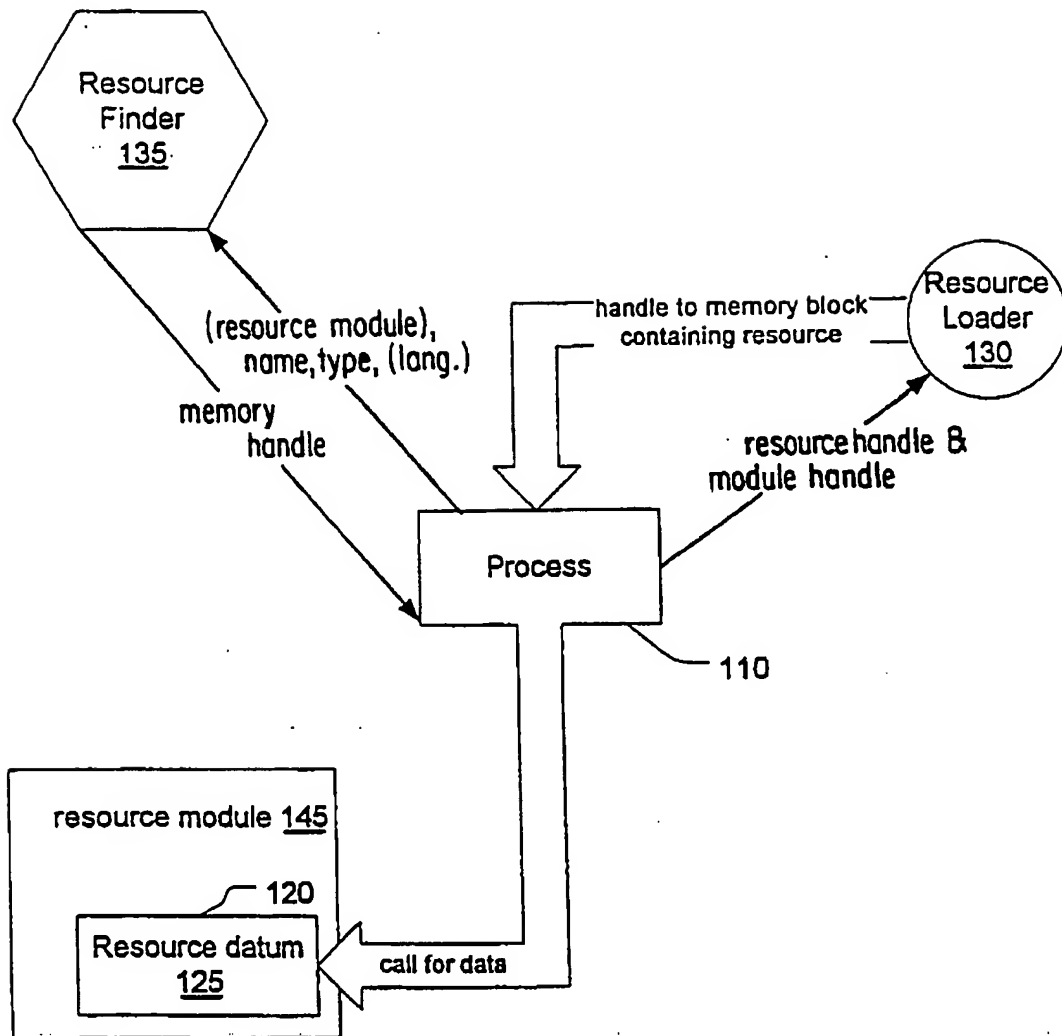 Resource
Finder
135
(resource module),
name, type, (lang.)
memory
handle
handle to memory block
containing resource
Resource
Loader
130
resource handle &
module handle
Process
110
resource module 145
120
Resource datum
125
call for data